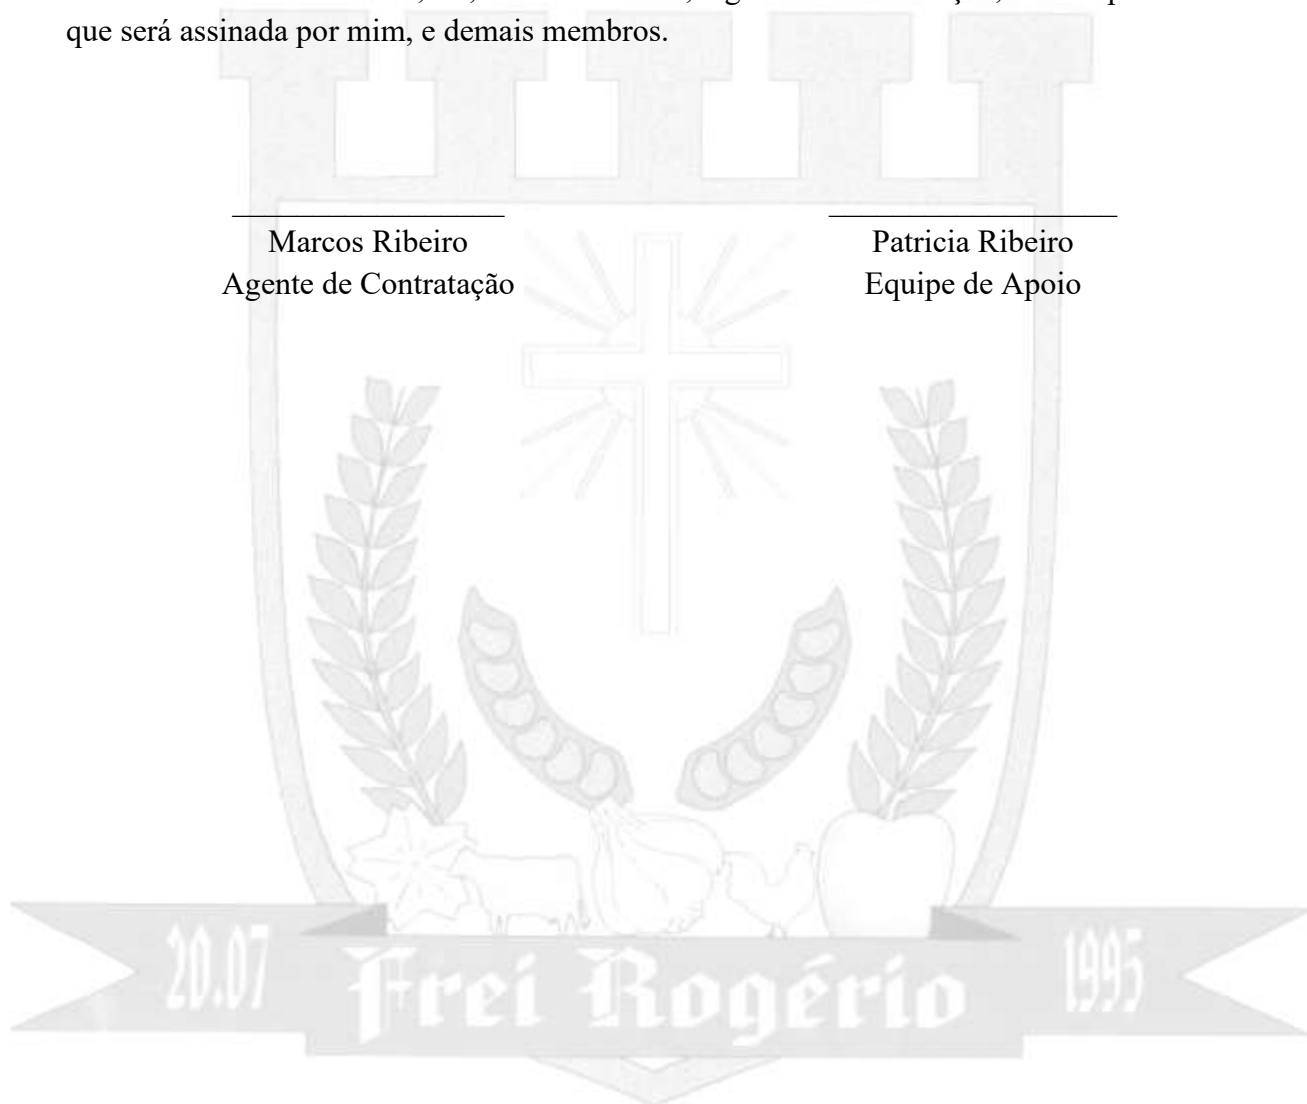 que será assinada por mim, e demais membros.
Marcos Ribeiro
Agente de Contratação
Patricia Ribeiro
Equipe de Apoio
20.07
Frei Rogério
1995